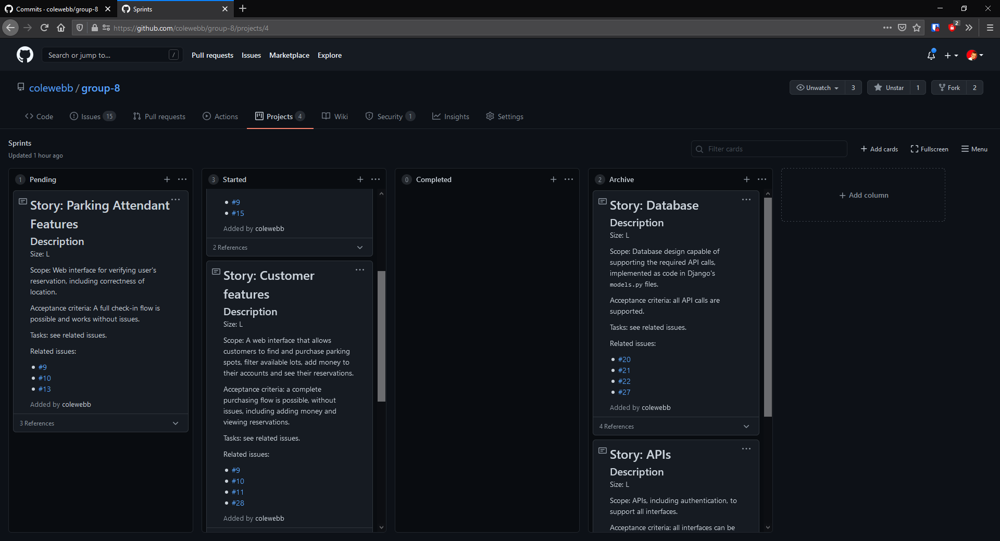 Commits · colewebb/group-8
Sprints
https://github.com/colewebb/group-8/projects/4
2
Search or jump to...
/
Pull requests
Issues
Marketplace
Explore
colewebb / group-8
Unwatch
3
Unstar
1
Fork
2
Code
Issues 15
Pull requests
Actions
Projects 4
Wiki
Security 1
Insights
Settings
Sprints
Updated 1 hour ago
Filter cards
Add cards
Fullscreen
Menu
1 Pending
Story: Parking Attendant
Features
Description
Size: L
Scope: Web interface for verifying user's
reservation, including correctness of
location.
Acceptance criteria: A full check-in flow is
possible and works without issues.
Tasks: see related issues.
Related issues:
#9
#10
#13
Added by colewebb
3 References
3 Started
#9
#15
Added by colewebb
2 References
Story: Customer
features
Description
Size: L
Scope: A web interface that allows
customers to find and purchase parking
spots, filter available lots, add money to
their accounts and see their reservations.
Acceptance criteria: a complete
purchasing flow is possible, without
issues, including adding money and
viewing reservations.
Tasks: see related issues.
Related issues:
#9
#10
#11
#28
Added by colewebb
0 Completed
2 Archive
Story: Database
Description
Size: L
Scope: Database design capable of
supporting the required API calls,
implemented as code in Django's
models.py files.
Acceptance criteria: all API calls are
supported.
Tasks: see related issues.
Related issues:
#20
#21
#22
#27
Added by colewebb
4 References
Story: APIs
Description
Size: L
Scope: APIs, including authentication, to
support all interfaces.
Acceptance criteria: all interfaces can be
Add column